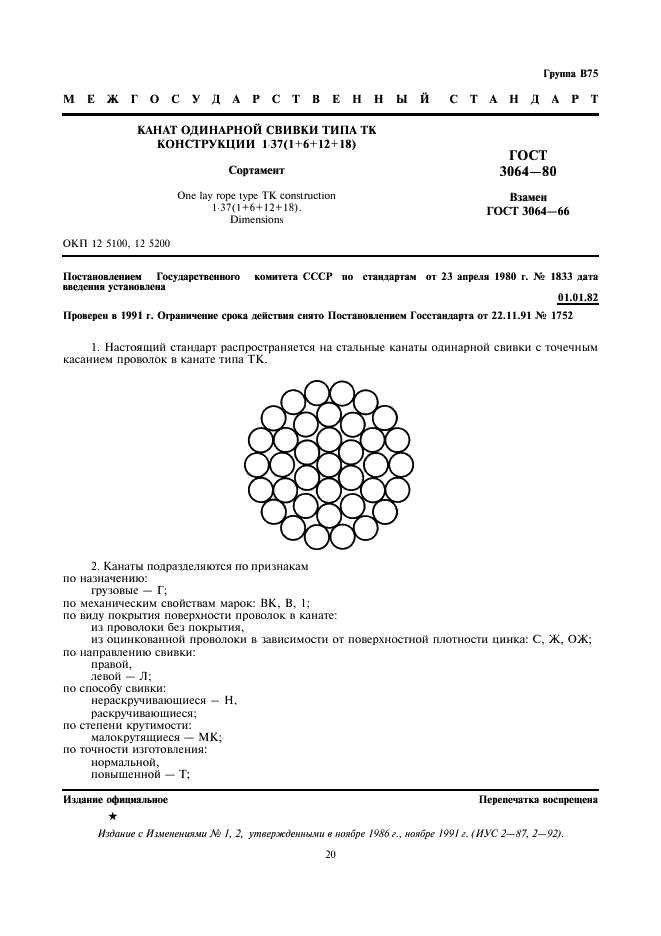 Группа В75
МЕЖГОСУДАРСТВЕННЫЙ СТАНДАРТ
КАНАТ ОДИНАРНОЙ СВИВКИ ТИПА ТК
КОНСТРУКЦИИ 1·37(1+6+12+18)
Сортамент
One lay rope type TK construction
1·37(1+6+12+18).
Dimensions
ГОСТ
3064—80
Взамен
ГОСТ 3064—66
ОКП 12 5100, 12 5200
Постановлением Государственного комитета СССР по стандартам от 23 апреля 1980 г. № 1833 дата
введения установлена
01.01.82
Проверен в 1991 г. Ограничение срока действия снято Постановлением Госстандарта от 22.11.91 № 1752
1. Настоящий стандарт распространяется на стальные канаты одинарной свивки с точечным
касанием проволок в канате типа ТК.
2. Канаты подразделяются по признакам
по назначению:
грузовые — Г;
по механическим свойствам марок: ВК, В, 1;
по виду покрытия поверхности проволок в канате:
из проволоки без покрытия,
из оцинкованной проволоки в зависимости от поверхностной плотности цинка: С, Ж, ОЖ;
по направлению свивки:
правой,
левой — Л;
по способу свивки:
нераскручивающиеся — Н,
раскручивающиеся;
по степени крутимости:
малокрутящиеся — МК;
по точности изготовления:
нормальной,
повышенной — Т;
Издание официальное
Перепечатка воспрещена
★
Издание с Изменениями № 1, 2, утвержденными в ноябре 1986 г., ноябре 1991 г. (ИУС 2—87, 2—92).
20